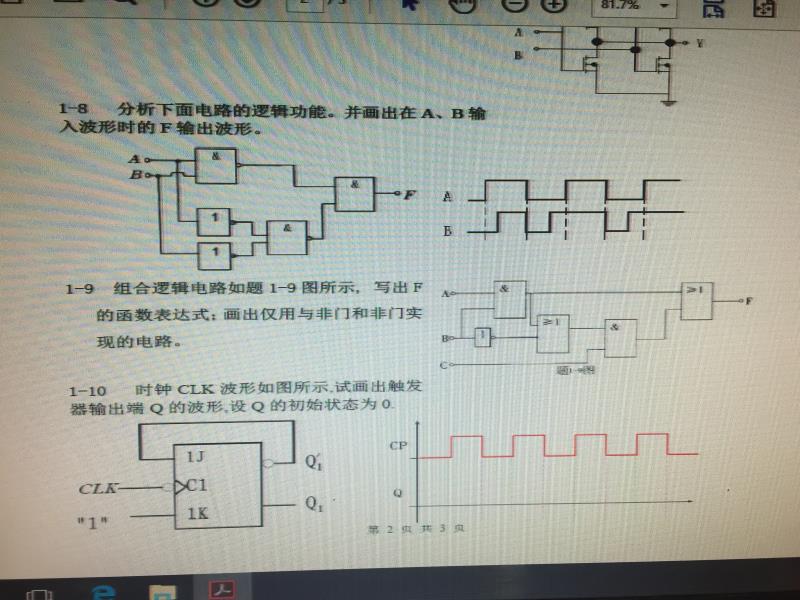 81.7%
A
Y
B
1-8 分析下面电路的逻辑功能。并画出在 A、B 输
入波形时的 F 输出波形。
A
&
B
&
F
A
1
&
B
1
1-9 组合逻辑电路如题 1-9 图所示， 写出 F
的函数表达式；画出仅用与非门和非门实
现的电路。
A
&
≥1
F
B
1
≥1
&
C
题1-9图
1-10 时钟 CLK 波形如图所示,试画出触发
器输出端 Q 的波形,设 Q 的初始状态为 0.
1J
Q₁'
CP
CLK
C1
Q
"1"
1K
Q₁
第 2 页 共 3 页